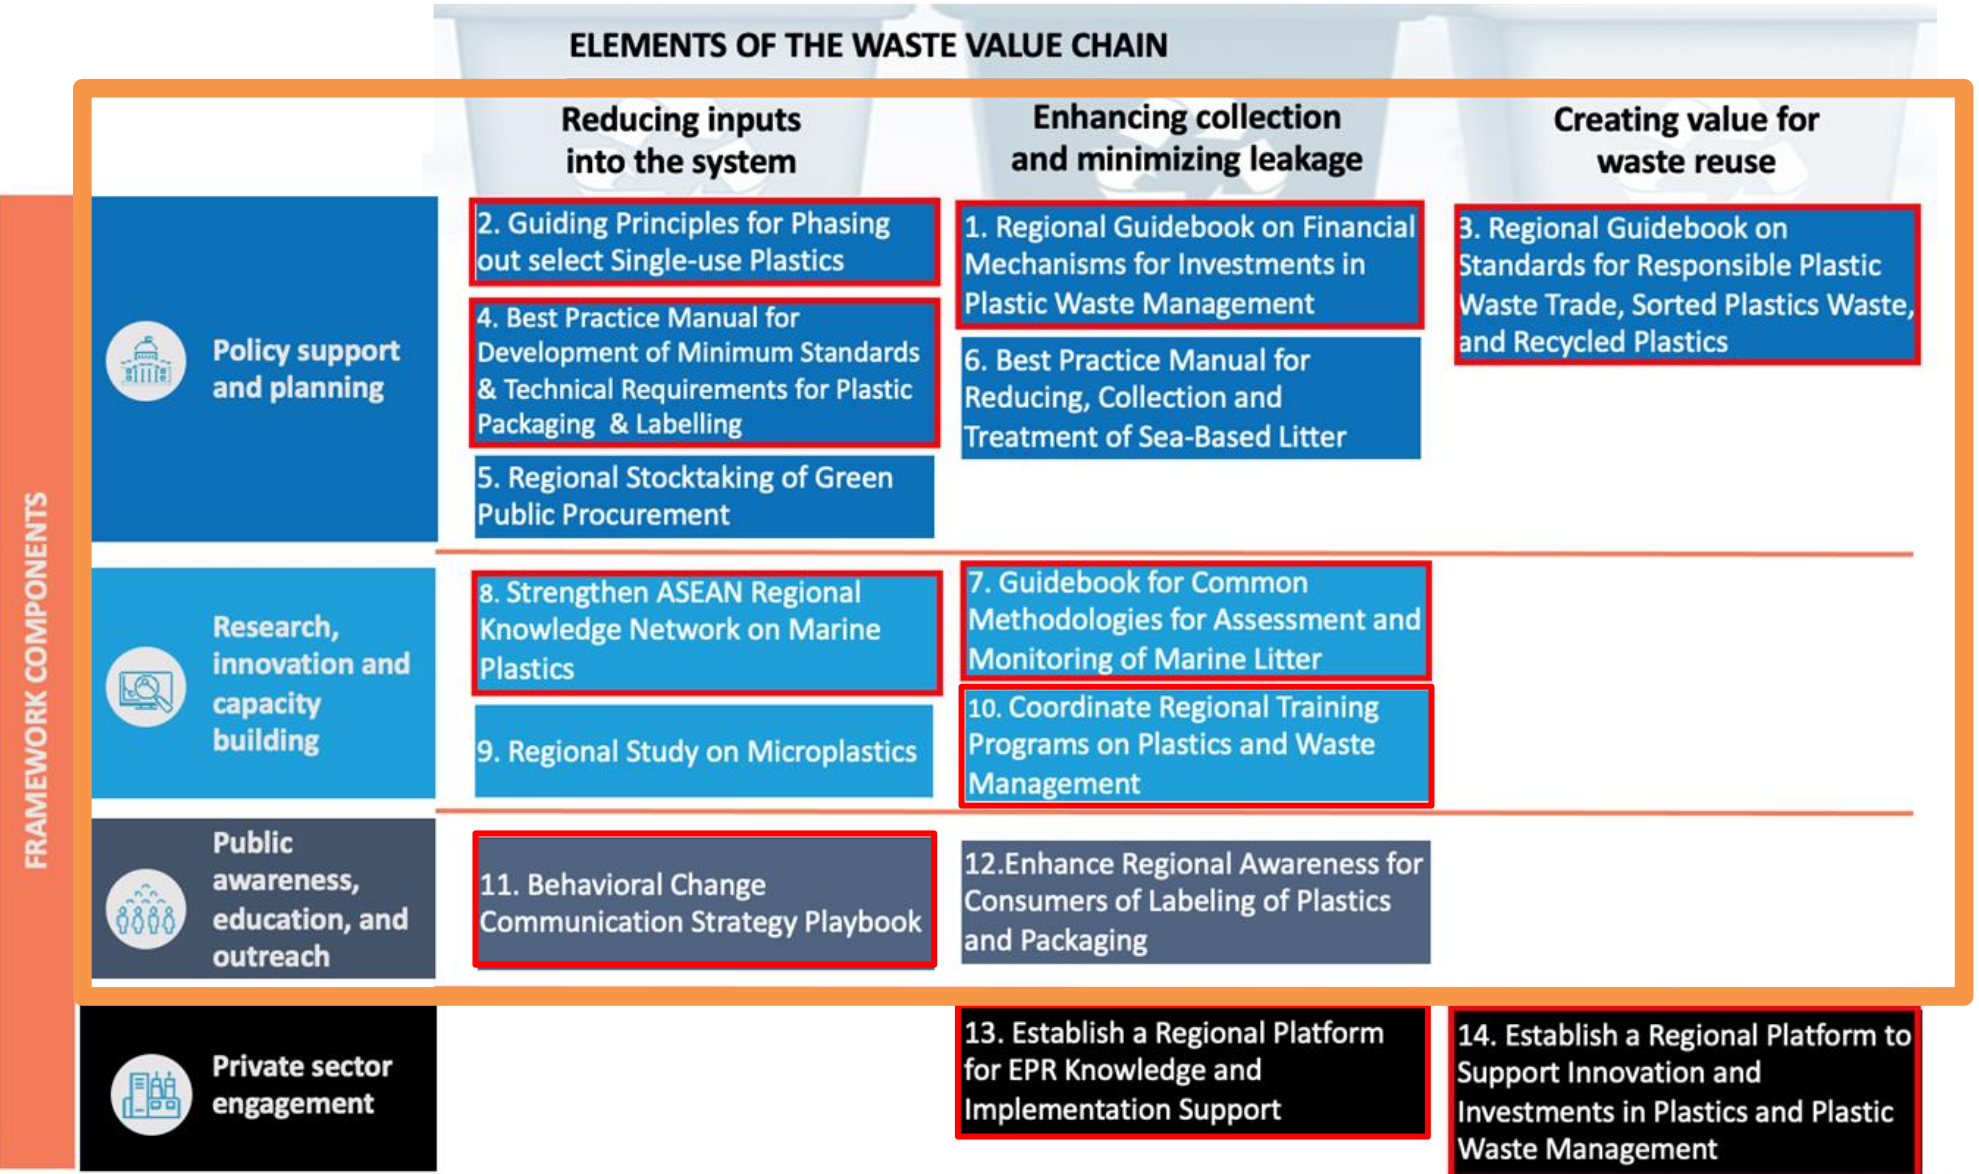 ELEMENTS OF THE WASTE VALUE CHAIN
Reducing inputs
into the system
Enhancing collection
and minimizing leakage
Creating value for
waste reuse
FRAMEWORK COMPONENTS
Policy support
and planning
2. Guiding Principles for Phasing
out select Single-use Plastics
4. Best Practice Manual for
Development of Minimum Standards
& Technical Requirements for Plastic
Packaging & Labelling
5. Regional Stocktaking of Green
Public Procurement
1. Regional Guidebook on Financial
Mechanisms for Investments in
Plastic Waste Management
6. Best Practice Manual for
Reducing, Collection and
Treatment of Sea-Based Litter
3. Regional Guidebook on
Standards for Responsible Plastic
Waste Trade, Sorted Plastics Waste,
and Recycled Plastics
Research,
innovation and
capacity
building
8. Strengthen ASEAN Regional
Knowledge Network on Marine
Plastics
9. Regional Study on Microplastics
7. Guidebook for Common
Methodologies for Assessment and
Monitoring of Marine Litter
10. Coordinate Regional Training
Programs on Plastics and Waste
Management
Public
awareness,
education, and
outreach
11. Behavioral Change
Communication Strategy Playbook
12.Enhance Regional Awareness for
Consumers of Labeling of Plastics
and Packaging
Private sector
engagement
13. Establish a Regional Platform
for EPR Knowledge and
Implementation Support
14. Establish a Regional Platform to
Support Innovation and
Investments in Plastics and Plastic
Waste Management